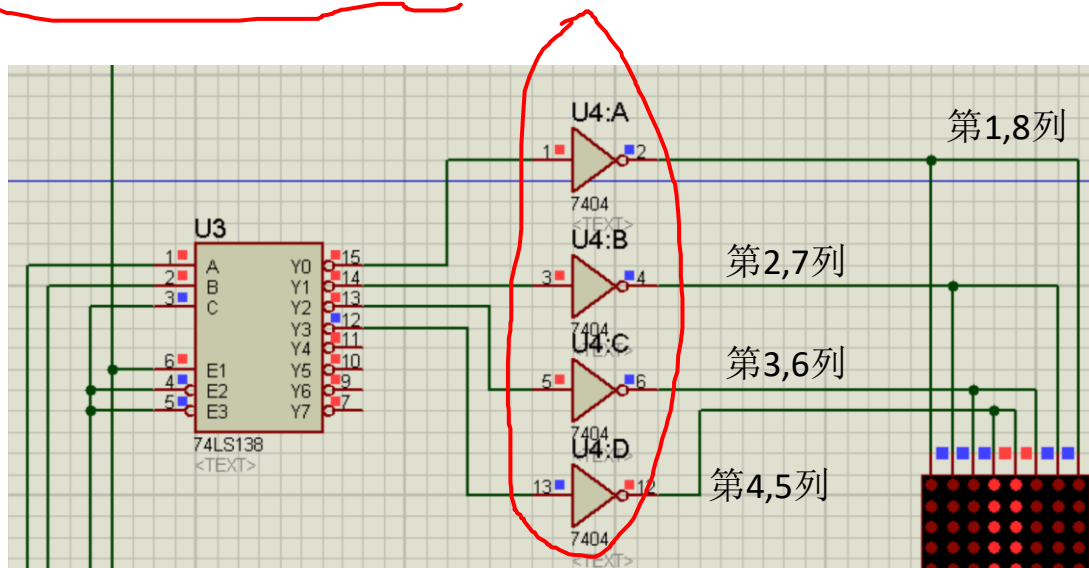 U4:A
第1,8列
1
2
7404
<TEXT>
U3
U4:B
第2,7列
1
A
Y0
15
2
B
Y1
14
3
4
3
C
Y2
13
Y3
12
7404
<TEXT>
Y4
11
U4:C
第3,6列
6
E1
Y5
10
4
E2
Y6
9
5
6
5
E3
Y7
7
7404
<TEXT>
74LS138
<TEXT>
U4:D
第4,5列
13
12
7404
<TEXT>